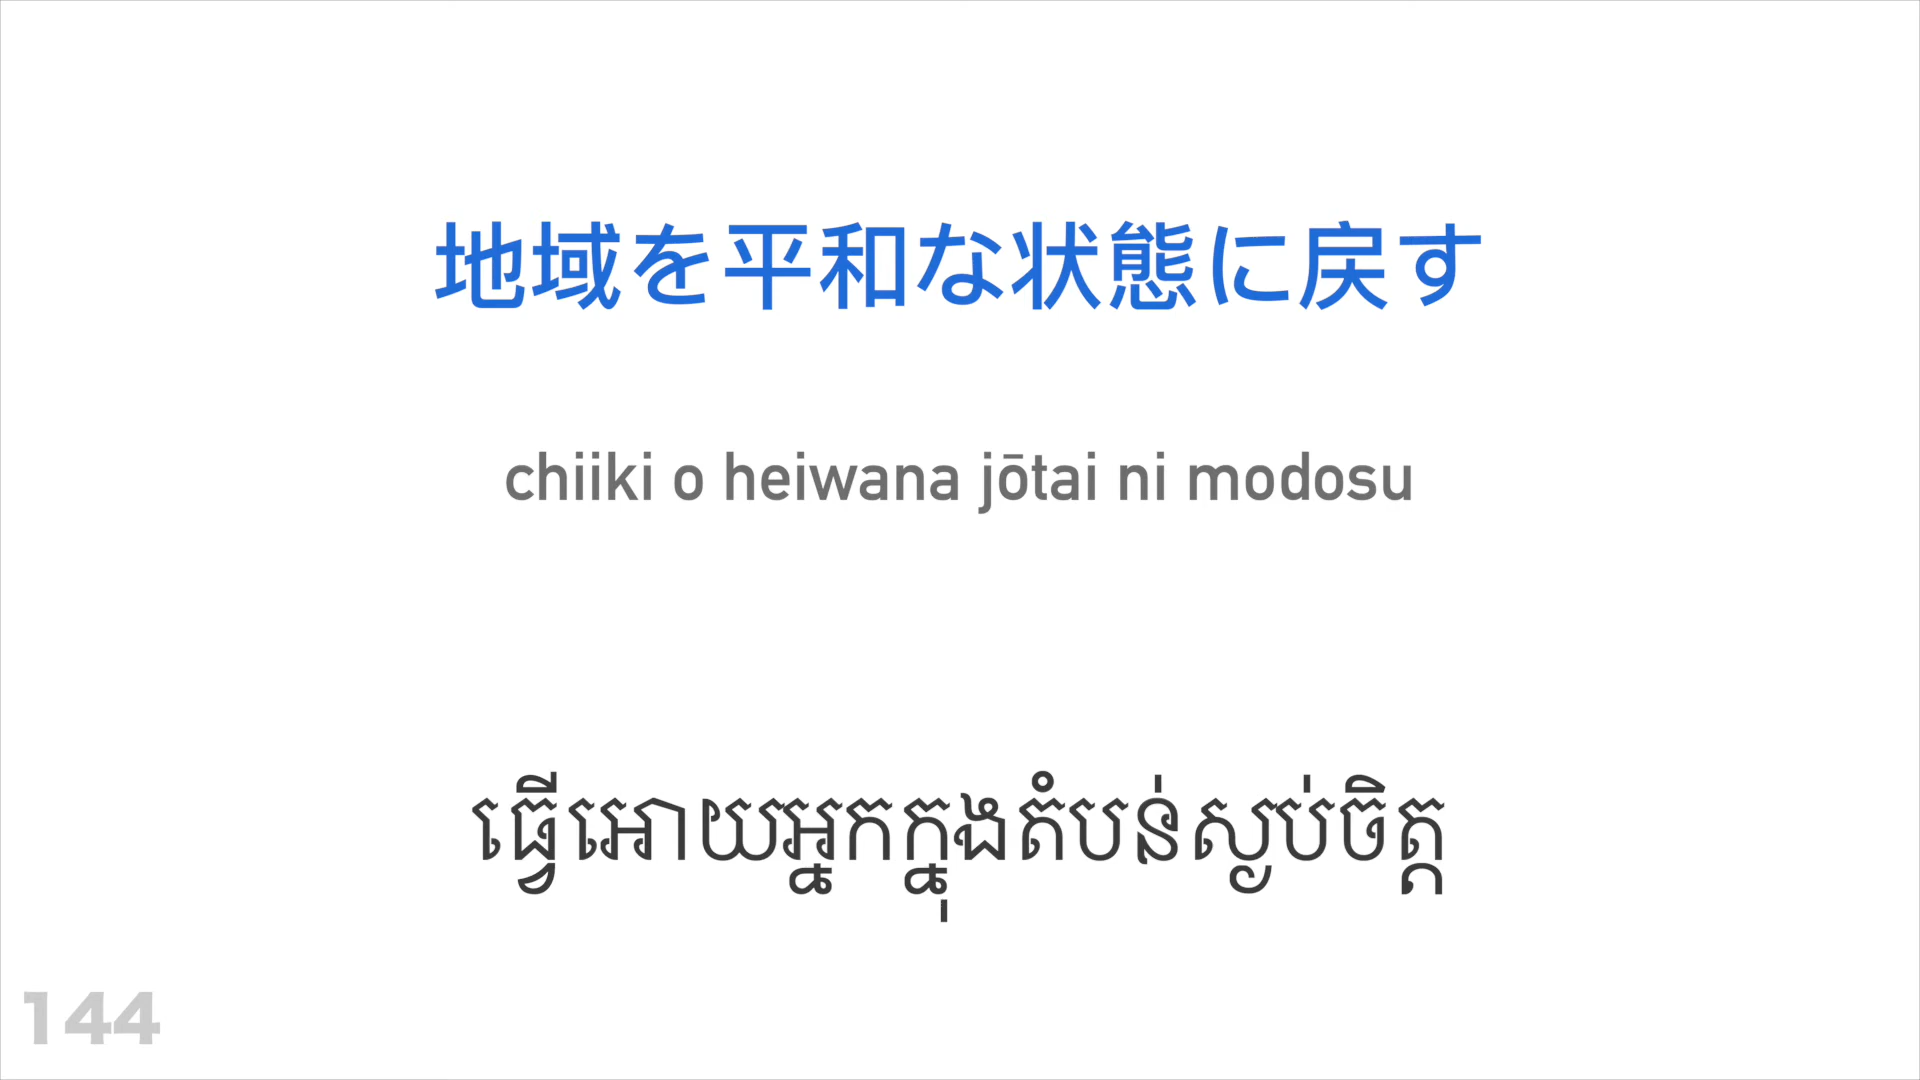 地域を平和な状態に戻す
chiiki o heiwana jōtai ni modosu
ធ្វើអោយអ្នកក្នុងតំបន់ស្ងប់ចិត្ត
144